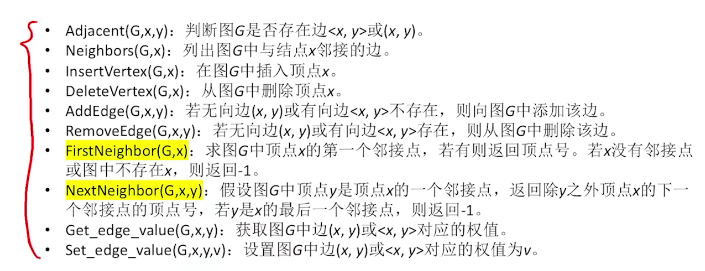 • Adjacent(G,x,y)：判断图G是否存在边<x, y>或(x, y)。
• Neighbors(G,x)：列出图G中与结点x邻接的边。
• InsertVertex(G,x)：在图G中插入顶点x。
• DeleteVertex(G,x)：从图G中删除顶点x。
• AddEdge(G,x,y)：若无向边(x, y)或有向边<x, y>不存在，则向图G中添加该边。
• RemoveEdge(G,x,y)：若无向边(x, y)或有向边<x, y>存在，则从图G中删除该边。
• FirstNeighbor(G,x)：求图G中顶点x的第一个邻接点，若有则返回顶点号。若x没有邻接点
或图中不存在x，则返回-1。
• NextNeighbor(G,x,y)：假设图G中顶点y是顶点x的一个邻接点，返回除y之外顶点x的下一
个邻接点的顶点号，若y是x的最后一个邻接点，则返回-1。
• Get_edge_value(G,x,y)：获取图G中边(x, y)或<x, y>对应的权值。
• Set_edge_value(G,x,y,v)：设置图G中边(x, y)或<x, y>对应的权值为v。